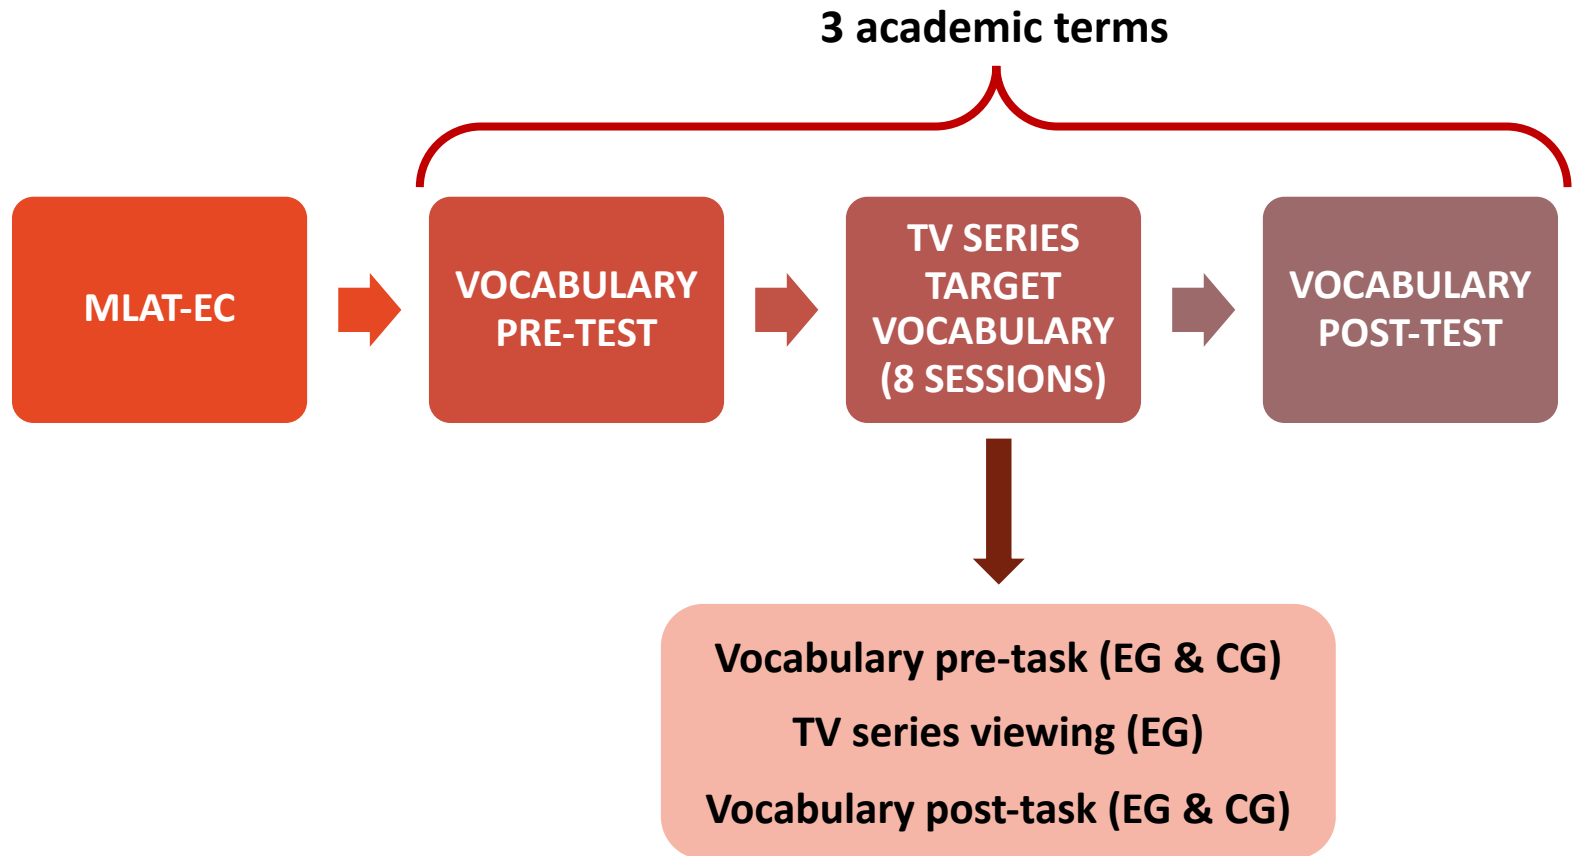 3 academic terms
MLAT-EC
VOCABULARY
PRE-TEST
TV SERIES
TARGET
VOCABULARY
(8 SESSIONS)
VOCABULARY
POST-TEST
Vocabulary pre-task (EG & CG)
TV series viewing (EG)
Vocabulary post-task (EG & CG)